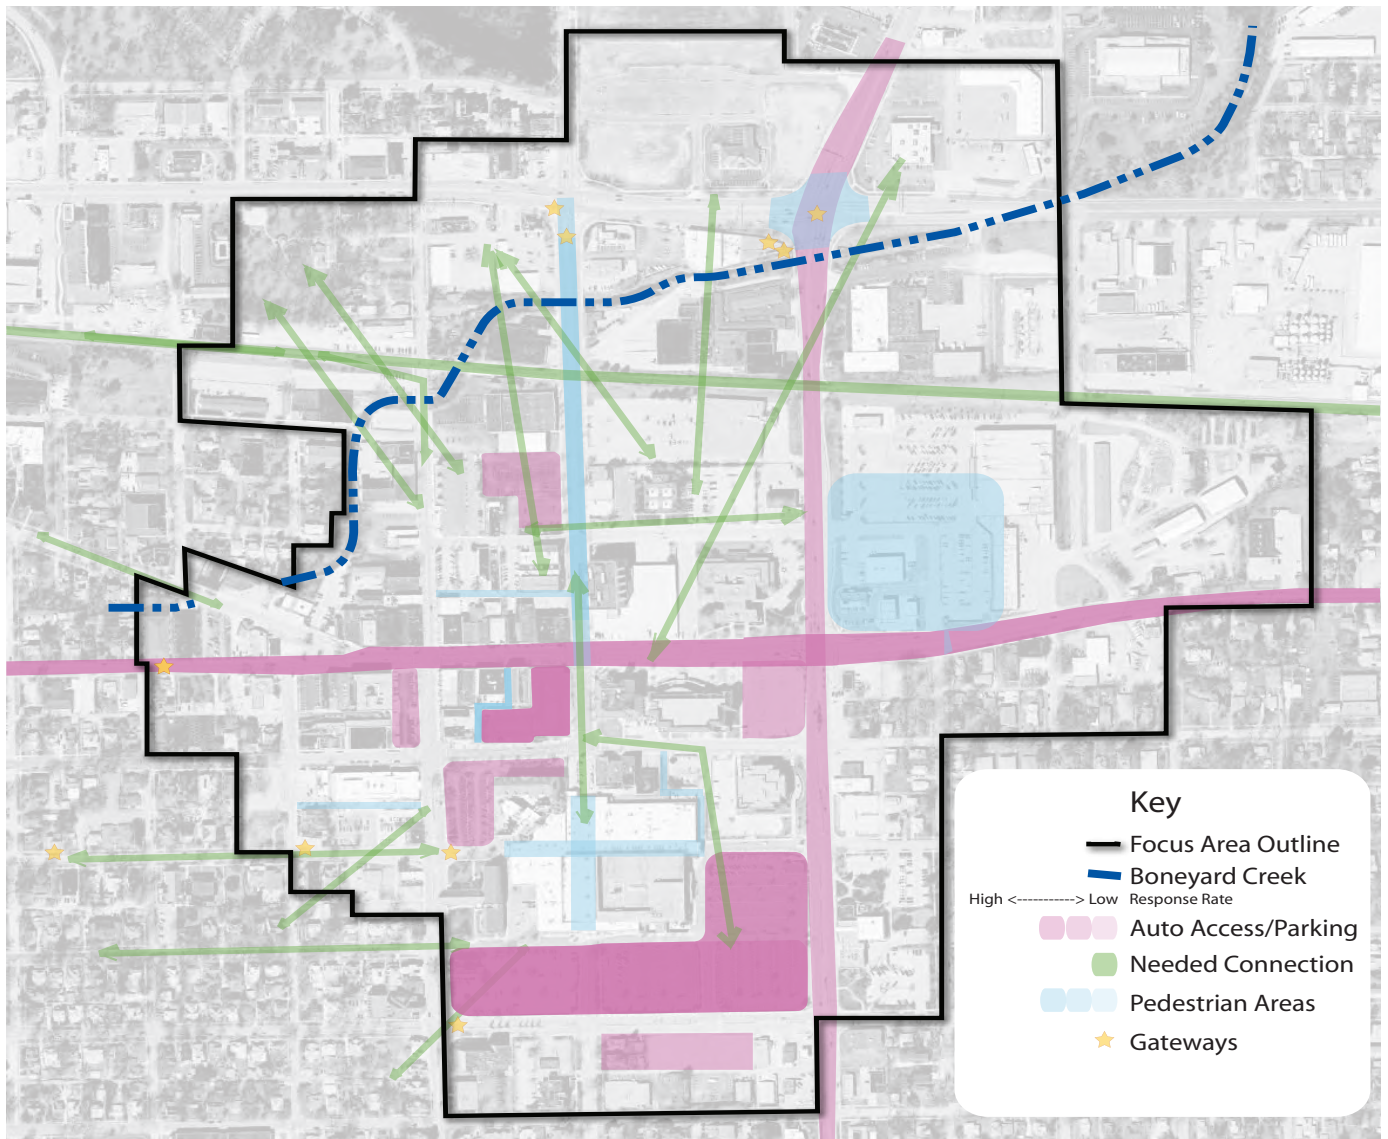 Key
Focus Area Outline
Boneyard Creek
High <-----------> Low Response Rate
Auto Access/Parking
Needed Connection
Pedestrian Areas
Gateways